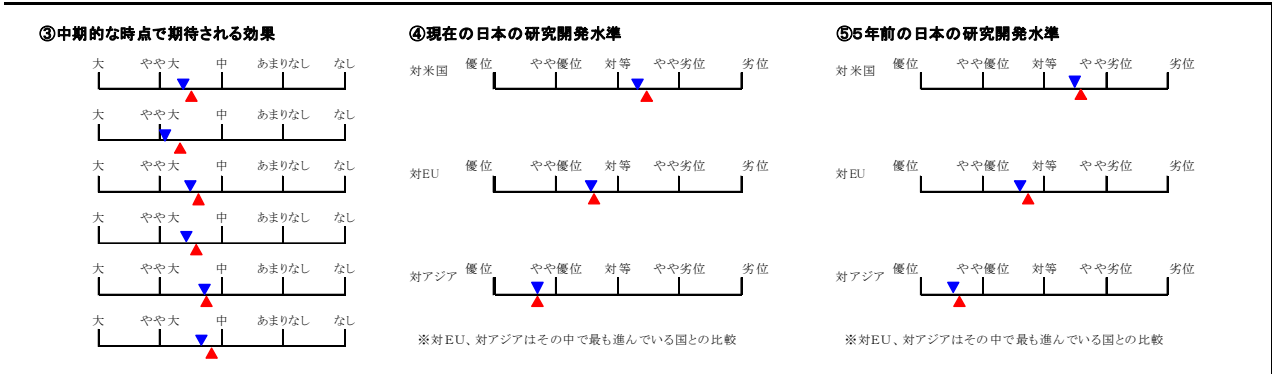 ③中期的な時点で期待される効果
大 やや大 中 あまりなし なし
大 やや大 中 あまりなし なし
大 やや大 中 あまりなし なし
大 やや大 中 あまりなし なし
大 やや大 中 あまりなし なし
大 やや大 中 あまりなし なし
④現在の日本の研究開発水準
対米国 優位 やや優位 対等 やや劣位 劣位
対EU 優位 やや優位 対等 やや劣位 劣位
対アジア 優位 やや優位 対等 やや劣位 劣位
※対EU、対アジアはその中で最も進んでいる国との比較
⑤5年前の日本の研究開発水準
対米国 優位 やや優位 対等 やや劣位 劣位
対EU 優位 やや優位 対等 やや劣位 劣位
対アジア 優位 やや優位 対等 やや劣位 劣位
※対EU、対アジアはその中で最も進んでいる国との比較